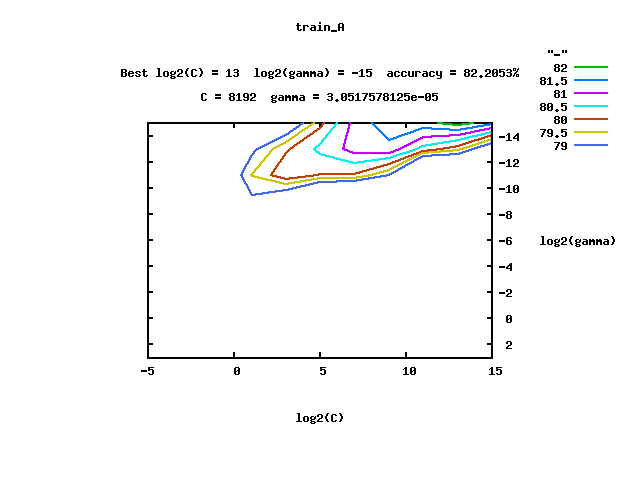 train_A
"_"
Best log2(C) = 13  log2(gamma) = -15  accuracy = 82.2053%
C = 8192  gamma = 3.0517578125e-05
82
81.5
81
80.5
80
79.5
79
-14
-12
-10
-8
-6
-4
-2
0
2
log2(gamma)
-5 0 5 10 15
log2(C)